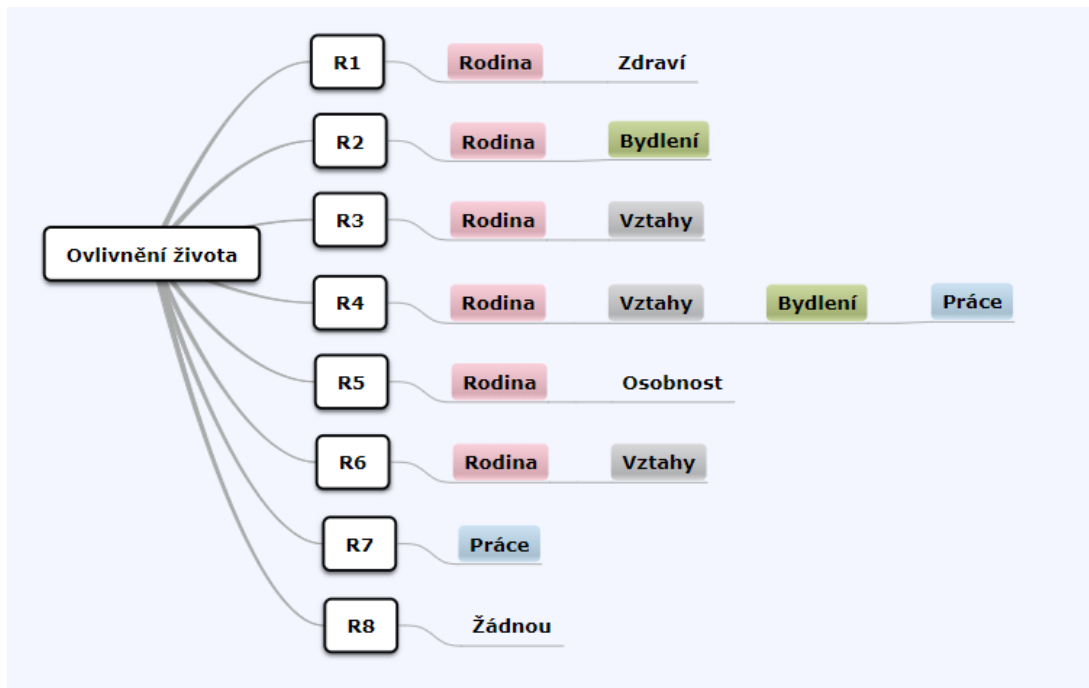 R1 Rodina Zdraví
R2 Rodina Bydlení
R3 Rodina Vztahy
Ovlivnění života
R4 Rodina Vztahy Bydlení Práce
R5 Rodina Osobnost
R6 Rodina Vztahy
R7 Práce
R8 Žádnou